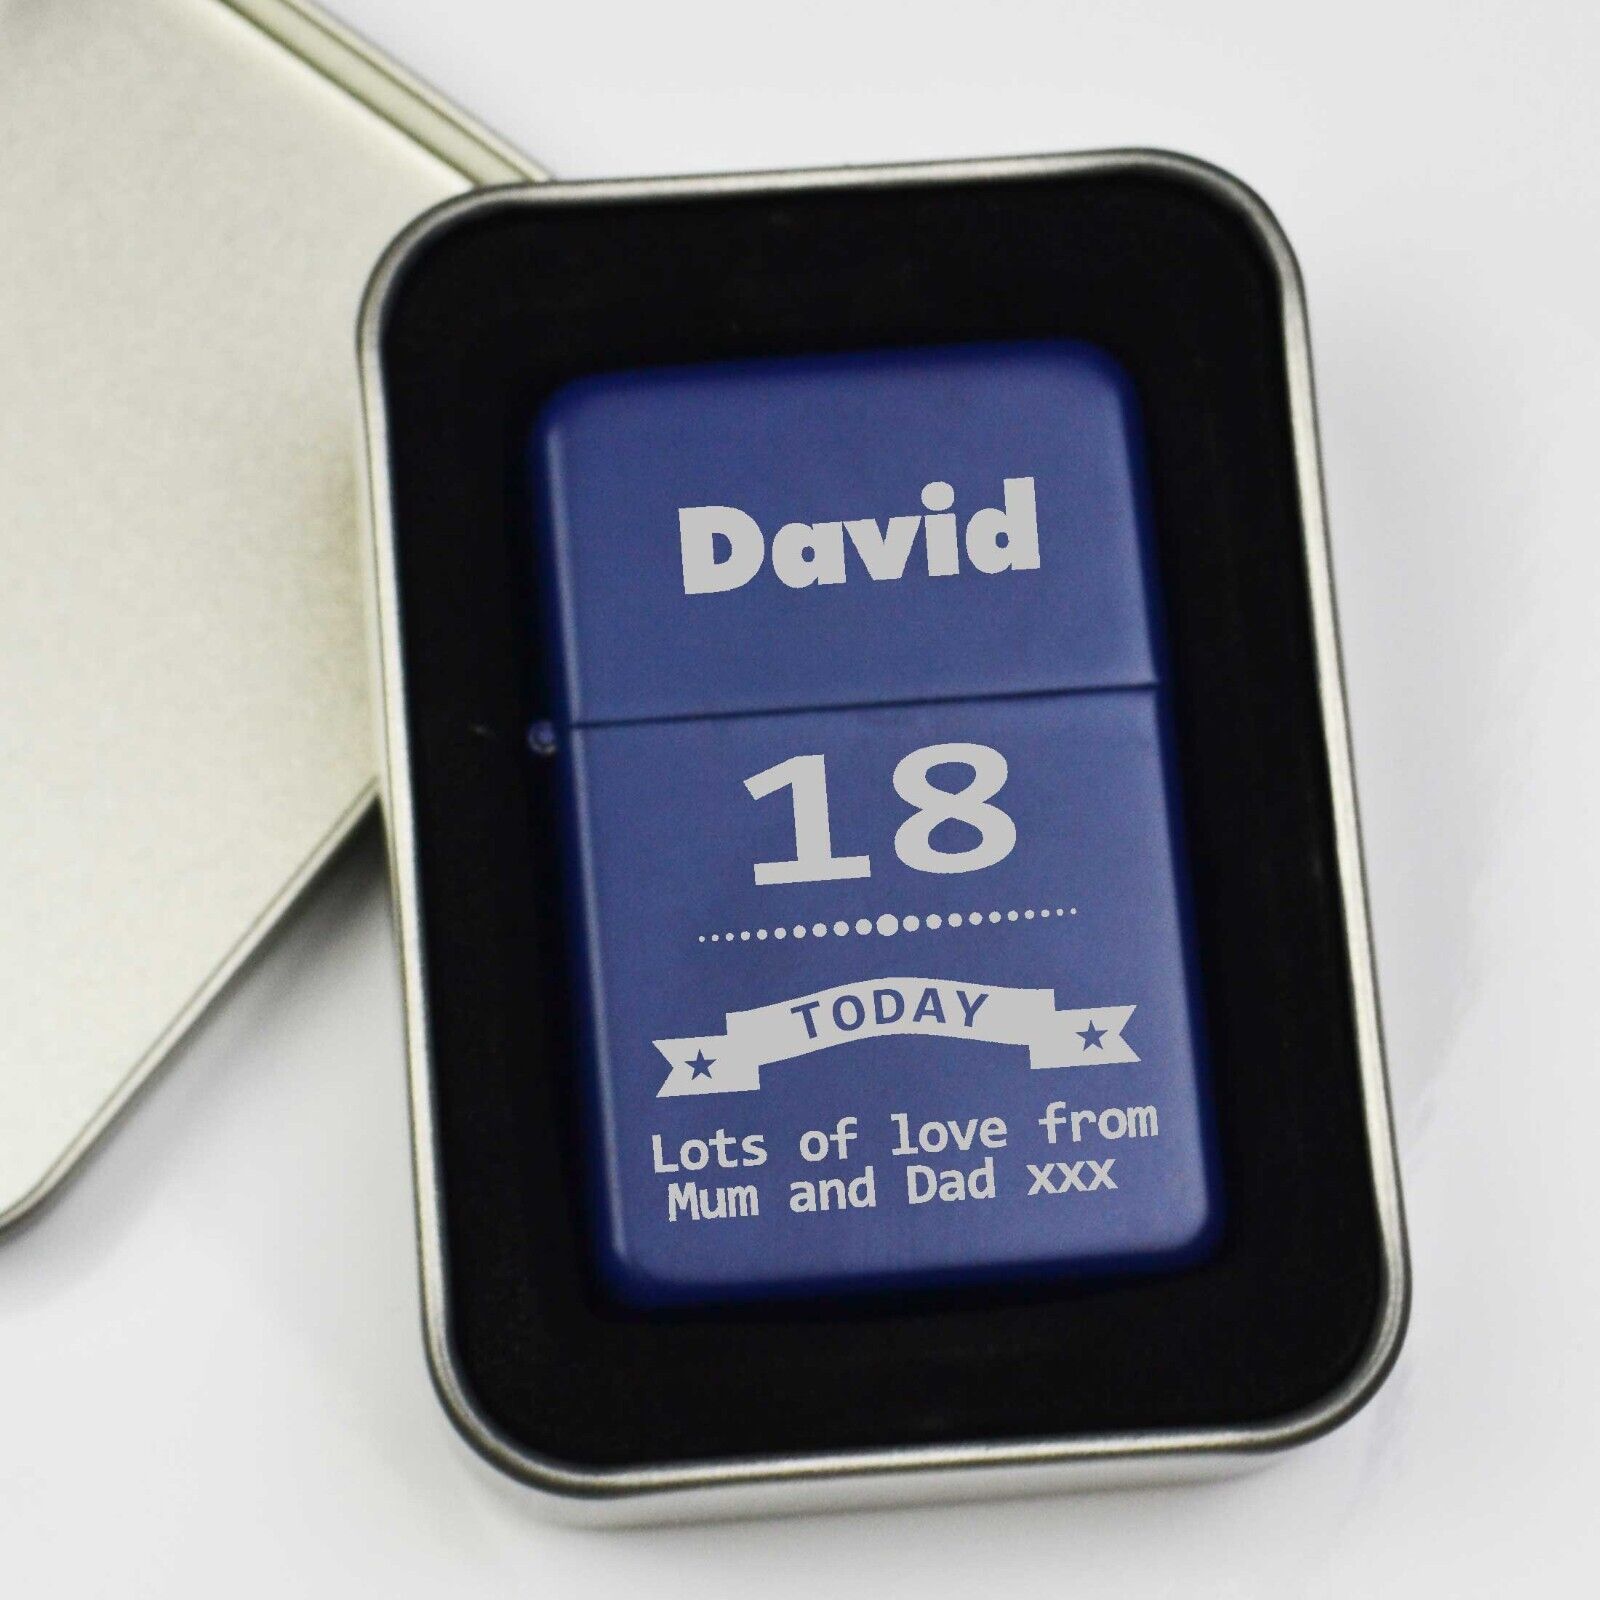 David
18
TODAY
Lots of love from
Mum and Dad xxx